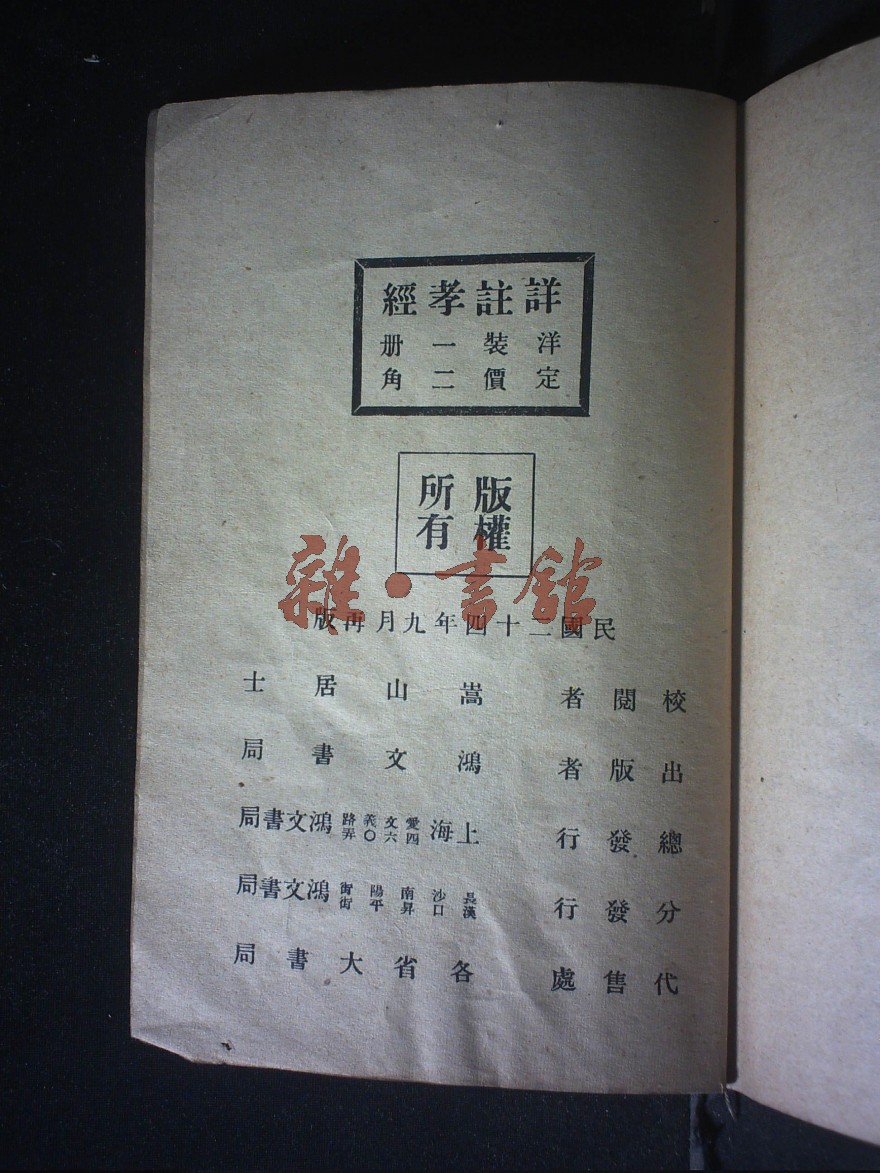 詳註孝經
洋裝一册
定價二角
版權
所有
雜·書館
民國二十四年九月再版
校閱者 嵩山居士
出版者 鴻文書局
總發行 上海 愛文義路 四六〇弄 鴻文書局
分發行 長沙南陽街 漢口昇平街 鴻文書局
代售處 各省大書局